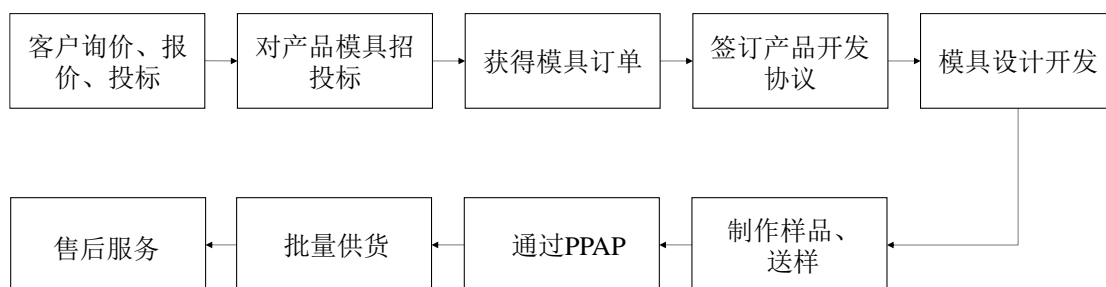 客户询价、报
价、投标
对产品模具招
投标
获得模具订单
签订产品开发
协议
模具设计开发
售后服务
批量供货
通过PPAP
制作样品、
送样